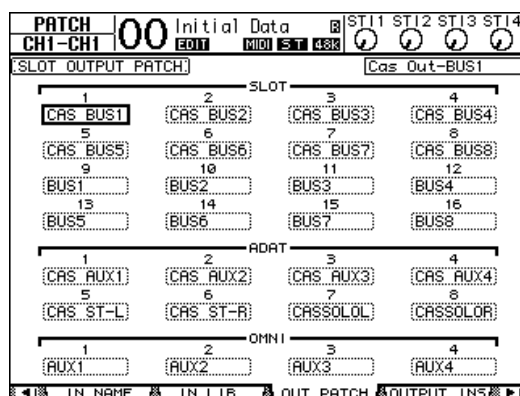 PATCH 00 Initial Data ST11 ST12 ST13 ST14
CH1-CH1 EDIT MIDI ST 48K
SLOT OUTPUT PATCH Cas Out-BUS1
SLOT
1 2 3 4
CAS BUS1 CAS BUS2 CAS BUS3 CAS BUS4
5 6 7 8
CAS BUS5 CAS BUS6 CAS BUS7 CAS BUS8
9 10 11 12
BUS1 BUS2 BUS3 BUS4
13 14 15 16
BUS5 BUS6 BUS7 BUS8
ADAT
1 2 3 4
CAS AUX1 CAS AUX2 CAS AUX3 CAS AUX4
5 6 7 8
CAS ST-L CAS ST-R CASSOLOL CASSOLOR
OMNI
1 2 3 4
AUX1 AUX2 AUX3 AUX4
IN NAME IN LIB OUT PATCH OUTPUT INS